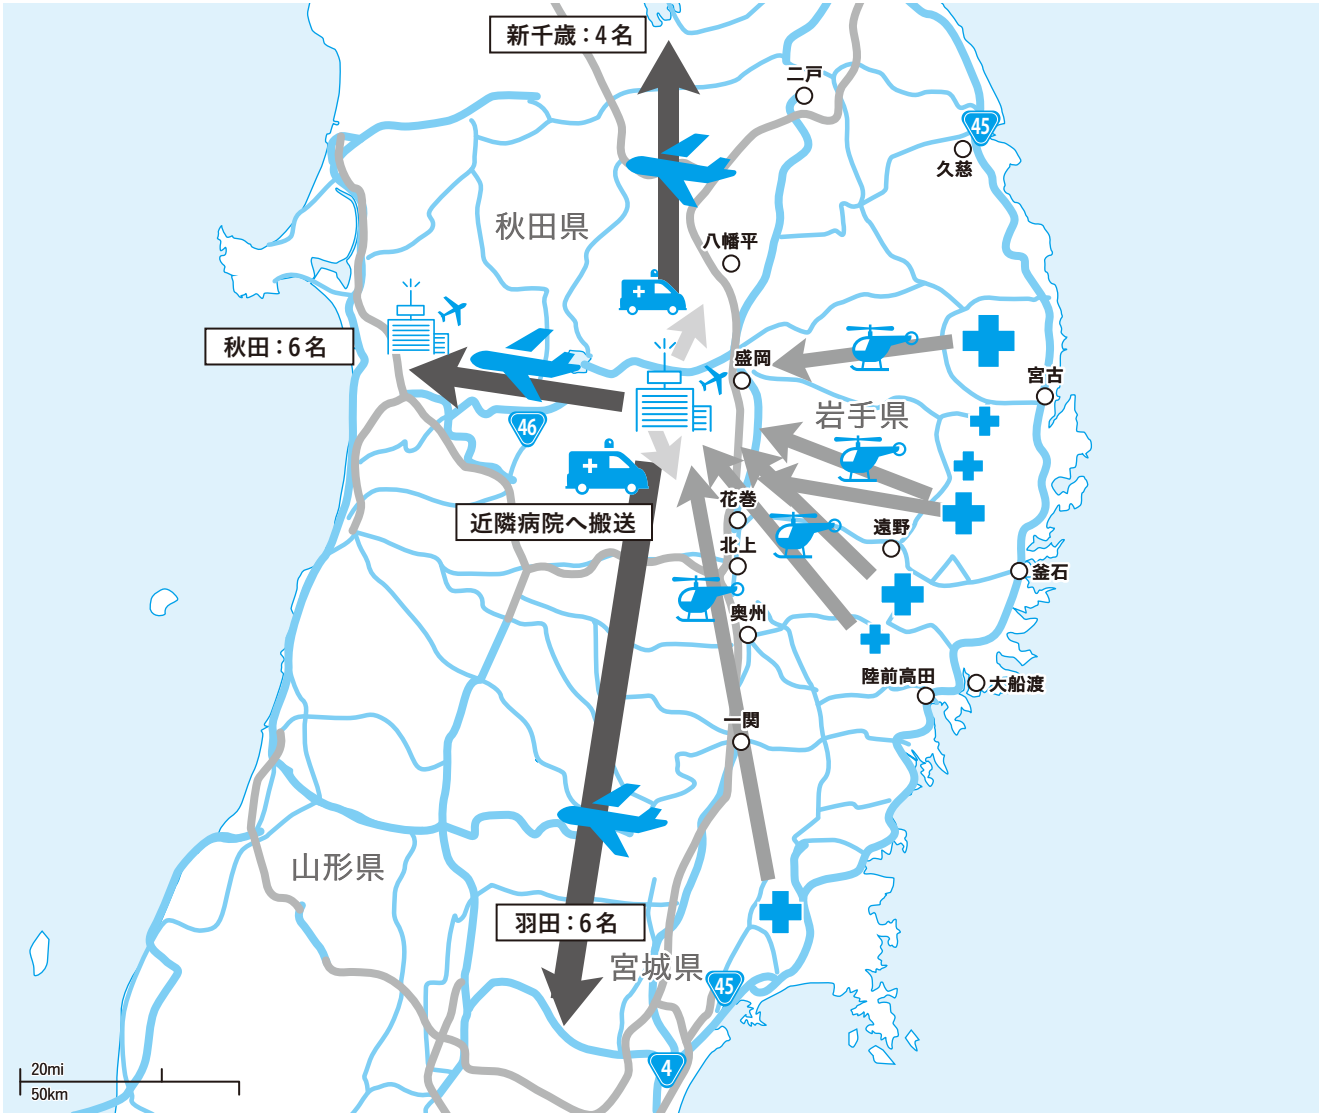 新千歳：4名
二戸
45
久慈
秋田県
八幡平
秋田：6名
盛岡
宮古
岩手県
46
花巻
近隣病院へ搬送
遠野
北上
釜石
奥州
陸前高田
大船渡
一関
山形県
羽田：6名
宮城県
45
4
20mi
50km